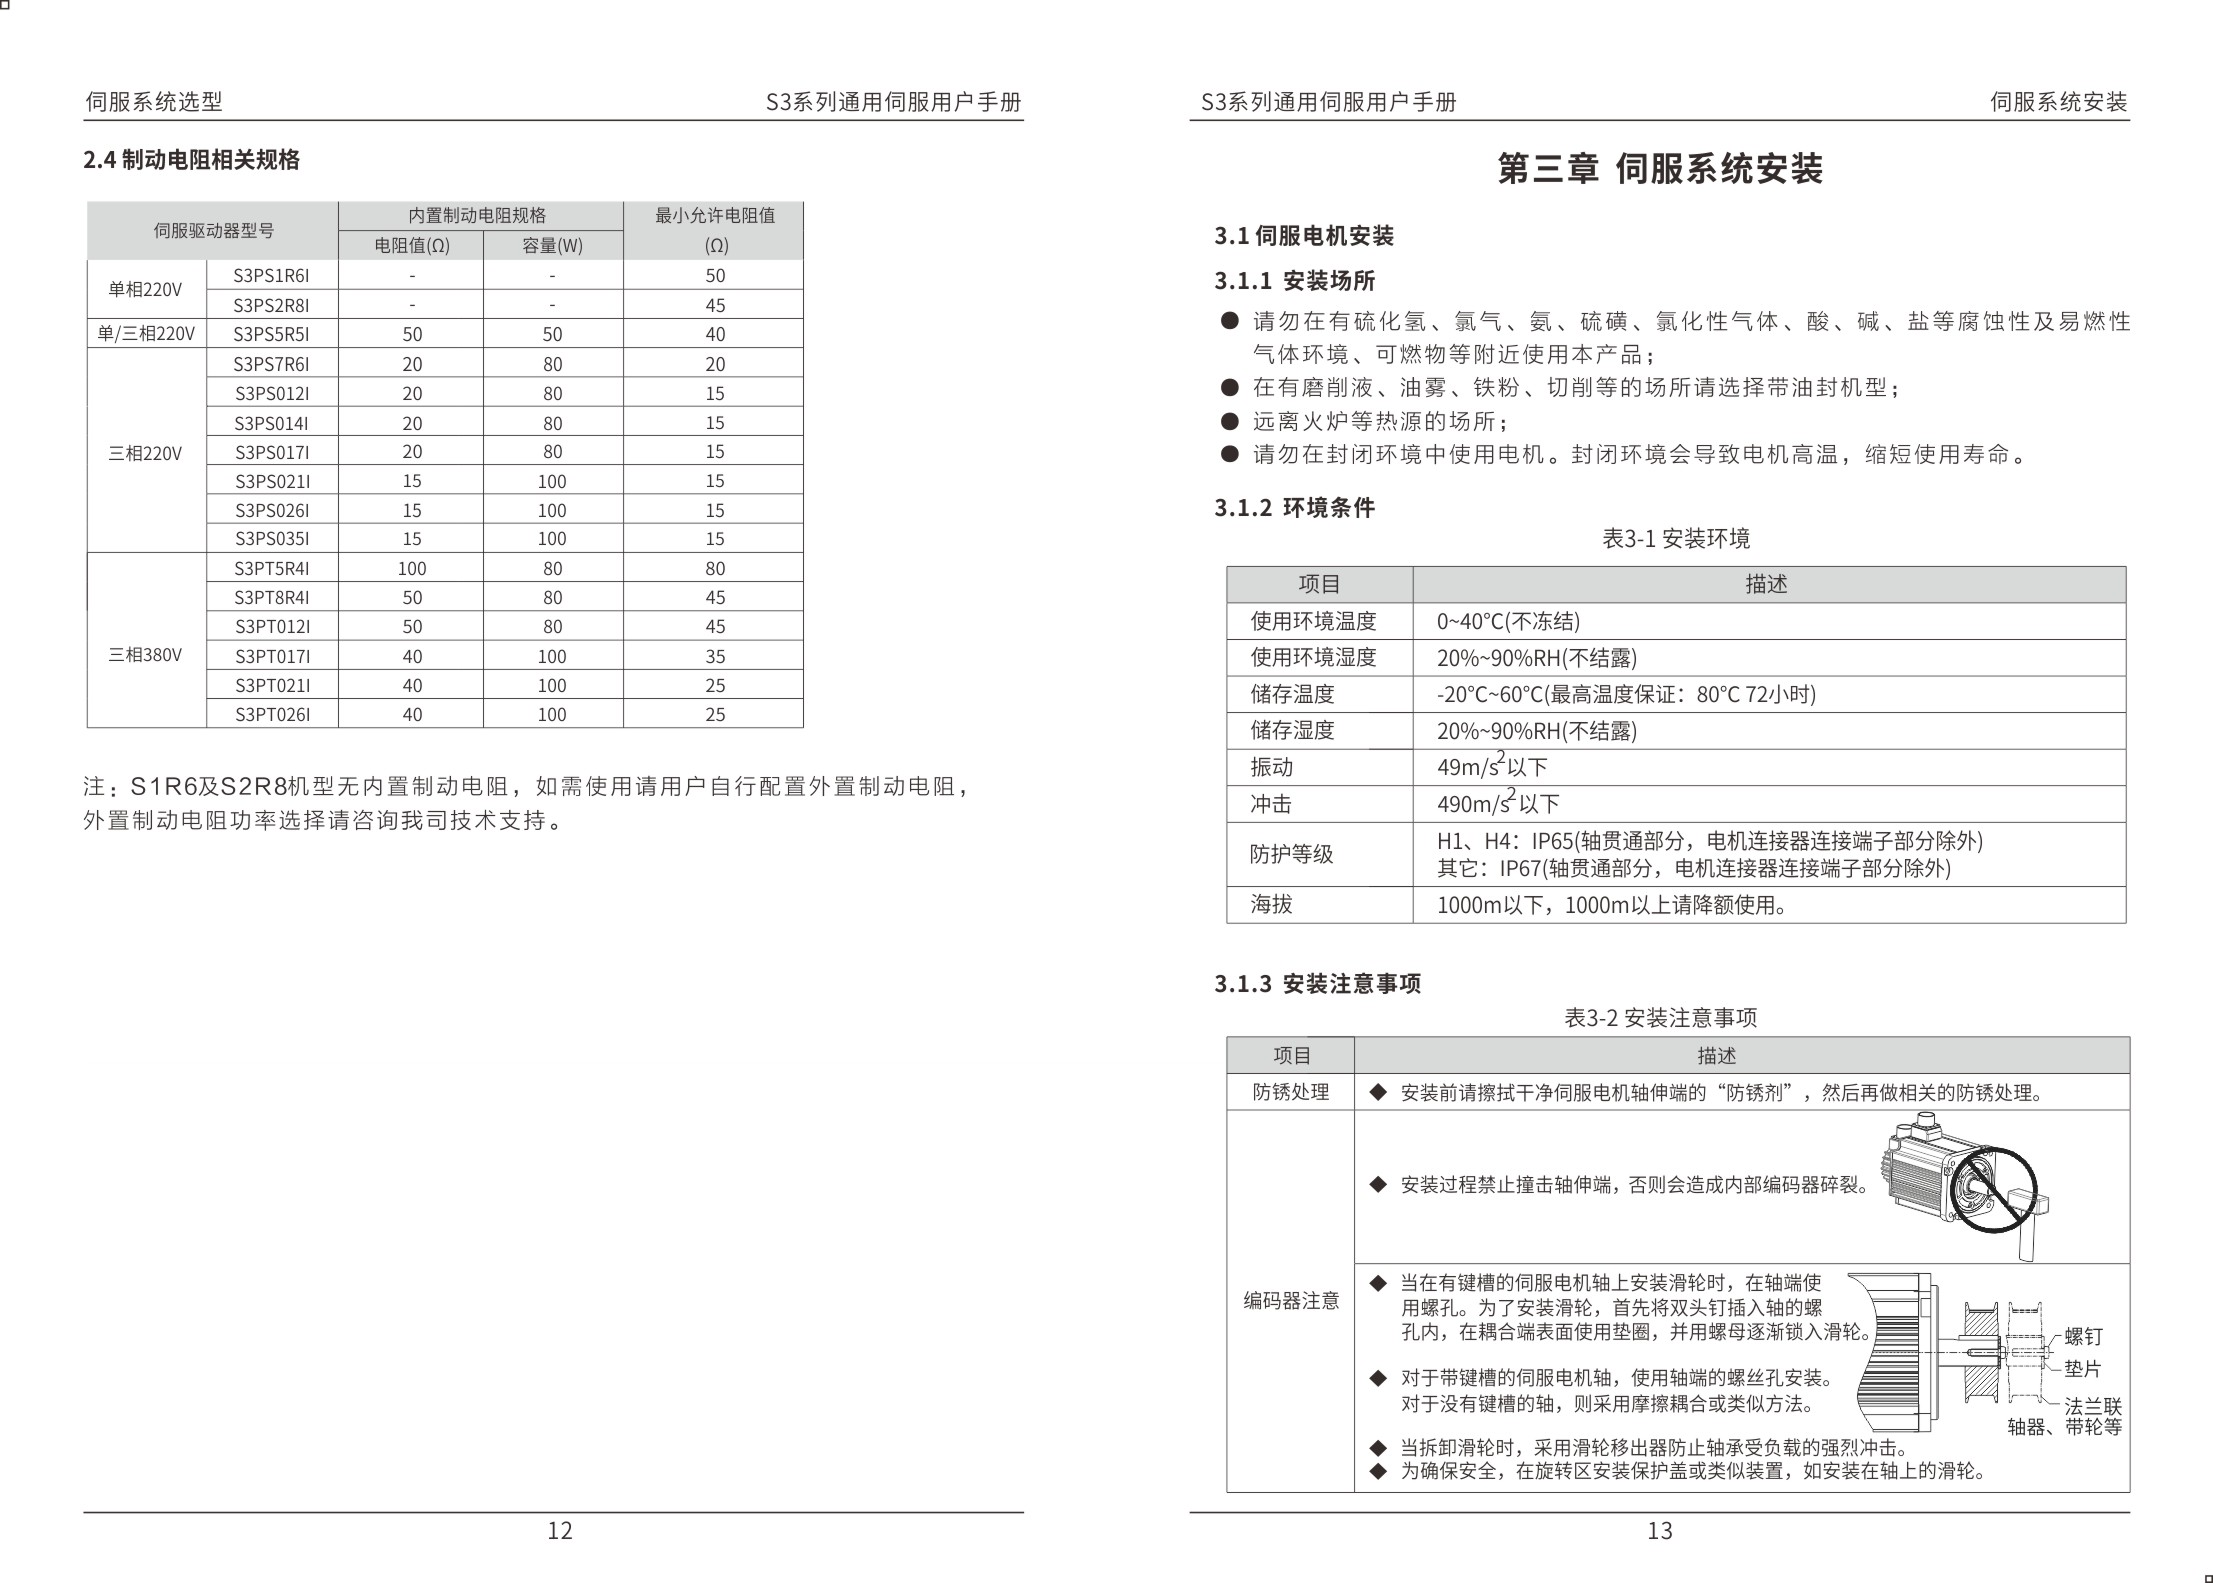 伺服系统选型 S3系列通用伺服用户手册
2.4 制动电阻相关规格
伺服驱动器型号 内置制动电阻规格 最小允许电阻值
电阻值(Ω) 容量(W) (Ω)
单相220V S3PS1R6I - - 50
S3PS2R8I - - 45
单/三相220V S3PS5R5I 50 50 40
三相220V S3PS7R6I 20 80 20
S3PS012I 20 80 15
S3PS014I 20 80 15
S3PS017I 20 80 15
S3PS021I 15 100 15
S3PS026I 15 100 15
S3PS035I 15 100 15
三相380V S3PT5R4I 100 80 80
S3PT8R4I 50 80 45
S3PT012I 50 80 45
S3PT017I 40 100 35
S3PT021I 40 100 25
S3PT026I 40 100 25
注：S1R6及S2R8机型无内置制动电阻，如需使用请用户自行配置外置制动电阻，
外置制动电阻功率选择请咨询我司技术支持。
12
S3系列通用伺服用户手册 伺服系统安装
第三章 伺服系统安装
3.1 伺服电机安装
3.1.1 安装场所
● 请勿在有硫化氢、氯气、氨、硫磺、氯化性气体、酸、碱、盐等腐蚀性及易燃性
气体环境、可燃物等附近使用本产品；
● 在有磨削液、油雾、铁粉、切削等的场所请选择带油封机型；
● 远离火炉等热源的场所；
● 请勿在封闭环境中使用电机。封闭环境会导致电机高温，缩短使用寿命。
3.1.2 环境条件
表3-1 安装环境
项目 描述
使用环境温度 0~40℃(不冻结)
使用环境湿度 20%~90%RH(不结露)
储存温度 -20℃~60℃(最高温度保证：80℃ 72小时)
储存湿度 20%~90%RH(不结露)
振动 49m/s²以下
冲击 490m/s²以下
防护等级 H1、H4：IP65(轴贯通部分，电机连接器连接端子部分除外)
其它：IP67(轴贯通部分，电机连接器连接端子部分除外)
海拔 1000m以下，1000m以上请降额使用。
3.1.3 安装注意事项
表3-2 安装注意事项
项目 描述
防锈处理 ◆ 安装前请擦拭干净伺服电机轴伸端的“防锈剂”，然后再做相关的防锈处理。
编码器注意 ◆ 安装过程禁止撞击轴伸端，否则会造成内部编码器碎裂。
◆ 当在有键槽的伺服电机轴上安装滑轮时，在轴端使
用螺孔。为了安装滑轮，首先将双头钉插入轴的螺
孔内，在耦合端表面使用垫圈，并用螺母逐渐锁入滑轮。
◆ 对于带键槽的伺服电机轴，使用轴端的螺丝孔安装。
对于没有键槽的轴，则采用摩擦耦合或类似方法。
◆ 当拆卸滑轮时，采用滑轮移出器防止轴承受负载的强烈冲击。
◆ 为确保安全，在旋转区安装保护盖或类似装置，如安装在轴上的滑轮。
螺钉
垫片
法兰联
轴器、带轮等
13